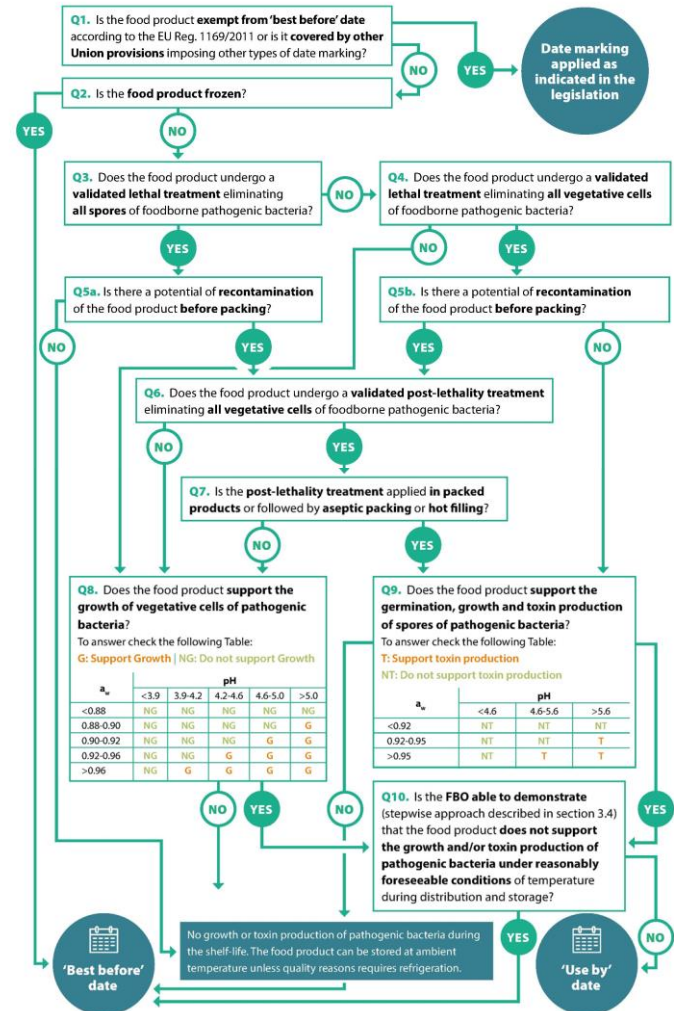 Q1. Is the food product exempt from 'best before' date
according to the EU Reg. 1169/2011 or is it covered by other
Union provisions imposing other types of date marking?
NO
YES
Date marking
applied as
indicated in the
legislation
Q2. Is the food product frozen?
YES
NO
Q3. Does the food product undergo a
validated lethal treatment eliminating
all spores of foodborne pathogenic bacteria?
NO
Q4. Does the food product undergo a validated
lethal treatment eliminating all vegetative cells
of foodborne pathogenic bacteria?
YES
NO
YES
Q5a. Is there a potential of recontamination
of the food product before packing?
Q5b. Is there a potential of recontamination
of the food product before packing?
NO
YES
YES
NO
Q6. Does the food product undergo a validated post-lethality treatment
eliminating all vegetative cells of foodborne pathogenic bacteria?
NO
YES
Q7. Is the post-lethality treatment applied in packed
products or followed by aseptic packing or hot filling?
NO
YES
Q8. Does the food product support the
growth of vegetative cells of pathogenic
bacteria?
To answer check the following Table:
G: Support Growth | NG: Do not support Growth
pH
aw <3.9 3.9-4.2 4.2-4.6 4.6-5.0 >5.0
<0.88 NG NG NG NG NG
0.88-0.90 NG NG NG NG G
0.90-0.92 NG NG NG G G
0.92-0.96 NG NG G G G
>0.96 NG G G G G
Q9. Does the food product support the
germination, growth and toxin production
of spores of pathogenic bacteria?
To answer check the following Table:
T: Support toxin production
NT: Do not support toxin production
pH
aw <4.6 4.6-5.6 >5.6
<0.92 NT NT NT
0.92-0.95 NT NT T
>0.95 NT T T
NO
YES
NO
YES
Q10. Is the FBO able to demonstrate
(stepwise approach described in section 3.4)
that the food product does not support
the growth and/or toxin production of
pathogenic bacteria under reasonably
foreseeable conditions of temperature
during distribution and storage?
YES
NO
No growth or toxin production of pathogenic bacteria during
the shelf-life. The food product can be stored at ambient
temperature unless quality reasons requires refrigeration.
'Best before'
date
'Use by'
date